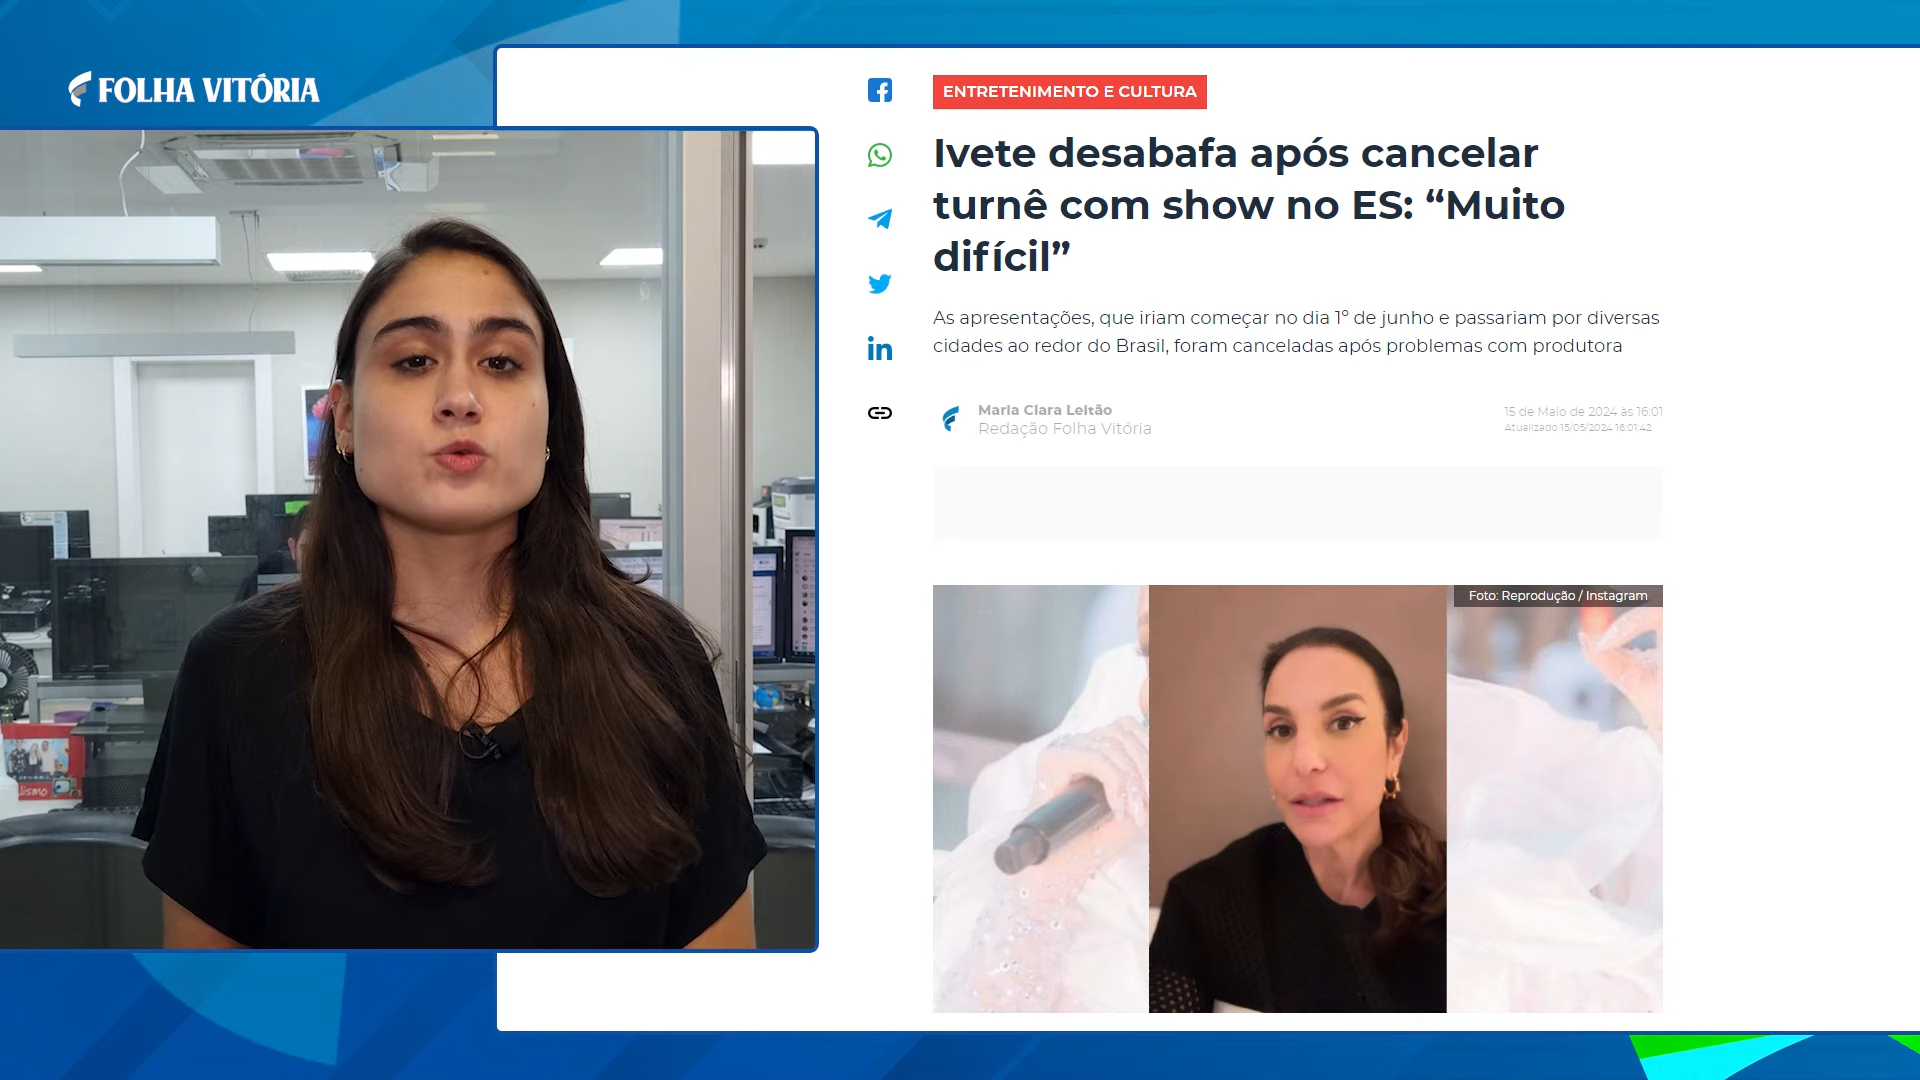 FOLHA VITÓRIA
ENTRETENIMENTO E CULTURA
Ivete desabafa após cancelar
turnê com show no ES: “Muito
difícil”
As apresentações, que iriam começar no dia 1º de junho e passariam por diversas
cidades ao redor do Brasil, foram canceladas após problemas com produtora
Maria Clara Leitão
Redação Folha Vitória
15 de Maio de 2024 às 16:01
Atualizado 15/05/2024 16:01:42
Foto: Reprodução / Instagram
lismo